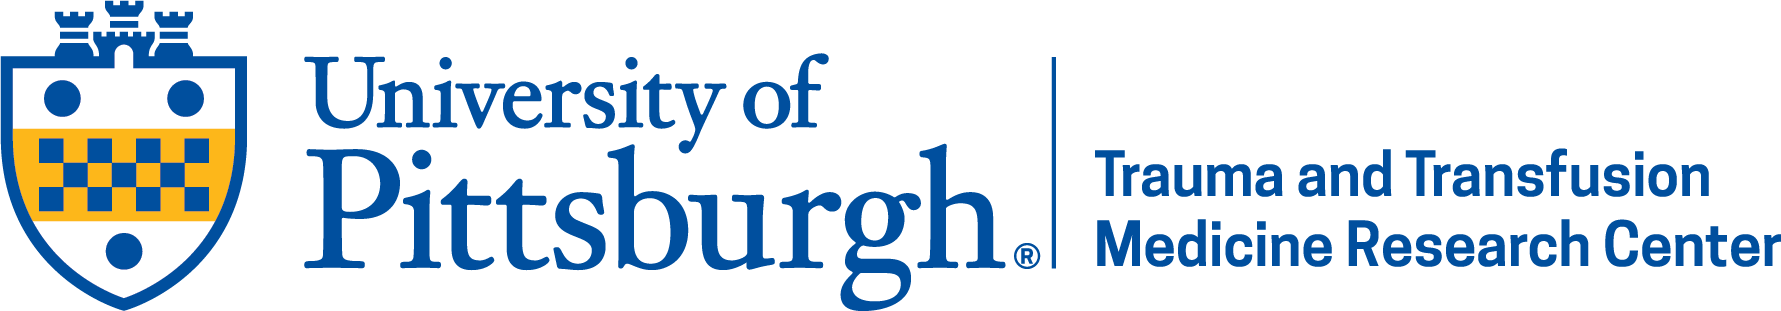 University of
Pittsburgh®
Trauma and Transfusion
Medicine Research Center